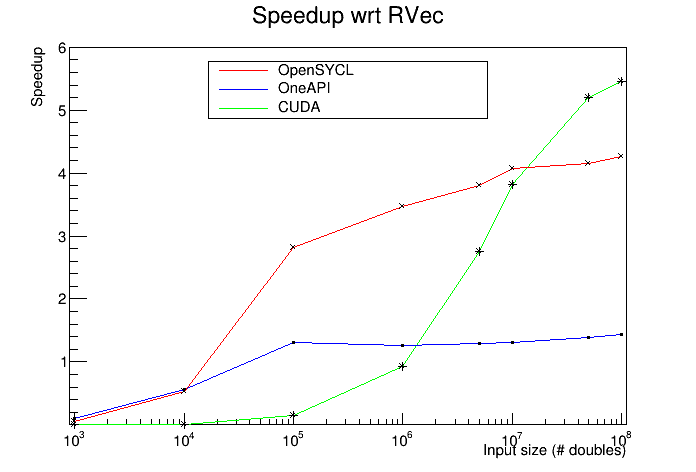 Speedup wrt RVec
Speedup
6
5
4
3
2
1
OpenSYCL
OneAPI
CUDA
10³ 10⁴ 10⁵ 10⁶ 10⁷ 10⁸
Input size (# doubles)